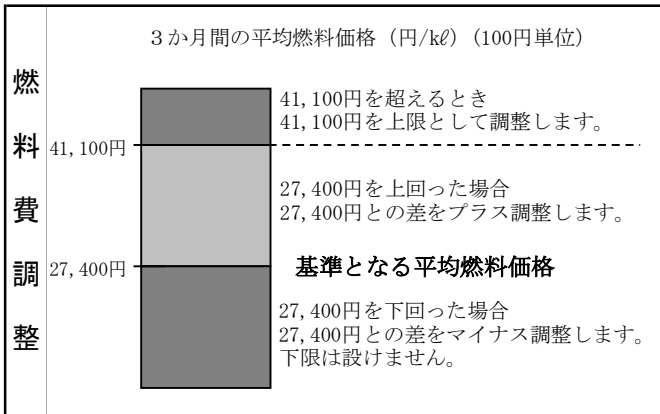 3か月間の平均燃料価格（円/kℓ）(100円単位)
燃料費調整
41,100円を超えるとき
41,100円を上限として調整します。
41,100円
27,400円を上回った場合
27,400円との差をプラス調整します。
27,400円
基準となる平均燃料価格
27,400円を下回った場合
27,400円との差をマイナス調整します。
下限は設けません。